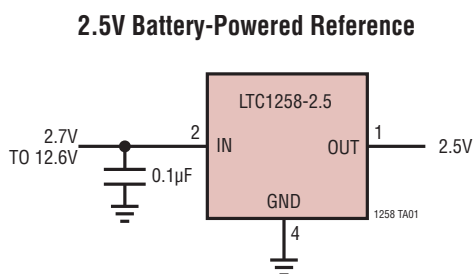 2.5V Battery-Powered Reference
LTC1258-2.5
2.7V
TO 12.6V
2
IN
OUT
1
2.5V
0.1µF
GND
1258 TA01
4